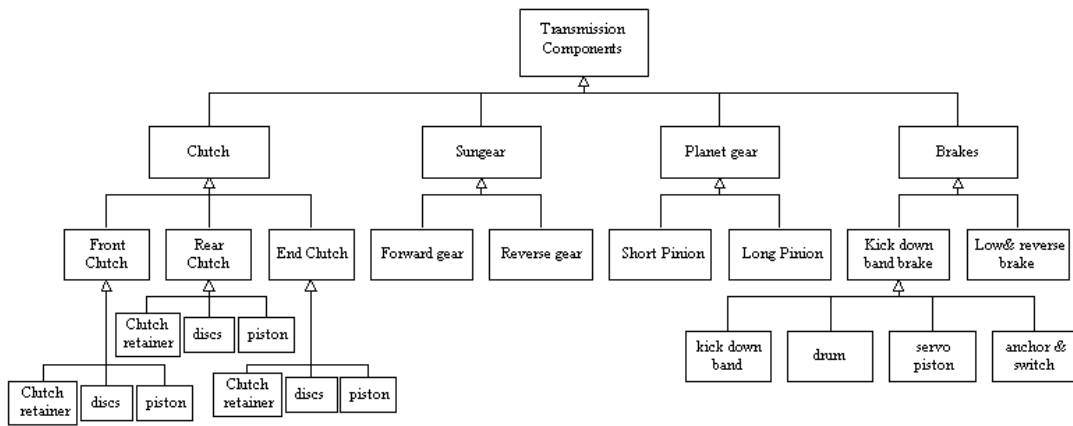 Transmission
Components
Clutch
Sungear
Planet gear
Brakes
Front
Clutch
Rear
Clutch
End Clutch
Forward gear
Reverse gear
Short Pinion
Long Pinion
Kick down
band brake
Low& reverse
brake
Clutch
retainer
discs
piston
kick down
band
drum
servo
piston
anchor &
switch
Clutch
retainer
discs
piston
Clutch
retainer
discs
piston